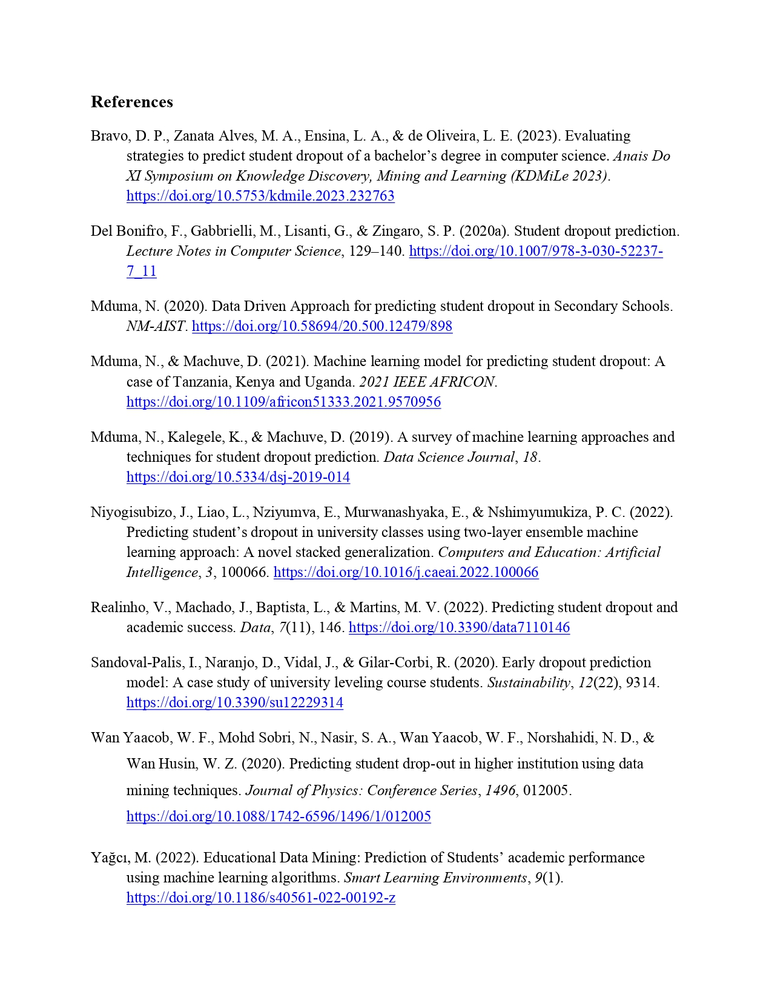 References
Bravo, D. P., Zanata Alves, M. A., Ensina, L. A., & de Oliveira, L. E. (2023). Evaluating
strategies to predict student dropout of a bachelor’s degree in computer science. Anais Do
XI Symposium on Knowledge Discovery, Mining and Learning (KDMiLe 2023).
https://doi.org/10.5753/kdmile.2023.232763
Del Bonifro, F., Gabbrielli, M., Lisanti, G., & Zingaro, S. P. (2020a). Student dropout prediction.
Lecture Notes in Computer Science, 129–140. https://doi.org/10.1007/978-3-030-52237-
7_11
Mduma, N. (2020). Data Driven Approach for predicting student dropout in Secondary Schools.
NM-AIST. https://doi.org/10.58694/20.500.12479/898
Mduma, N., & Machuve, D. (2021). Machine learning model for predicting student dropout: A
case of Tanzania, Kenya and Uganda. 2021 IEEE AFRICON.
https://doi.org/10.1109/africon51333.2021.9570956
Mduma, N., Kalegele, K., & Machuve, D. (2019). A survey of machine learning approaches and
techniques for student dropout prediction. Data Science Journal, 18.
https://doi.org/10.5334/dsj-2019-014
Niyogisubizo, J., Liao, L., Nziyumva, E., Murwanashyaka, E., & Nshimyumukiza, P. C. (2022).
Predicting student’s dropout in university classes using two-layer ensemble machine
learning approach: A novel stacked generalization. Computers and Education: Artificial
Intelligence, 3, 100066. https://doi.org/10.1016/j.caeai.2022.100066
Realinho, V., Machado, J., Baptista, L., & Martins, M. V. (2022). Predicting student dropout and
academic success. Data, 7(11), 146. https://doi.org/10.3390/data7110146
Sandoval-Palis, I., Naranjo, D., Vidal, J., & Gilar-Corbi, R. (2020). Early dropout prediction
model: A case study of university leveling course students. Sustainability, 12(22), 9314.
https://doi.org/10.3390/su12229314
Wan Yaacob, W. F., Mohd Sobri, N., Nasir, S. A., Wan Yaacob, W. F., Norshahidi, N. D., &
Wan Husin, W. Z. (2020). Predicting student drop-out in higher institution using data
mining techniques. Journal of Physics: Conference Series, 1496, 012005.
https://doi.org/10.1088/1742-6596/1496/1/012005
Yağcı, M. (2022). Educational Data Mining: Prediction of Students’ academic performance
using machine learning algorithms. Smart Learning Environments, 9(1).
https://doi.org/10.1186/s40561-022-00192-z